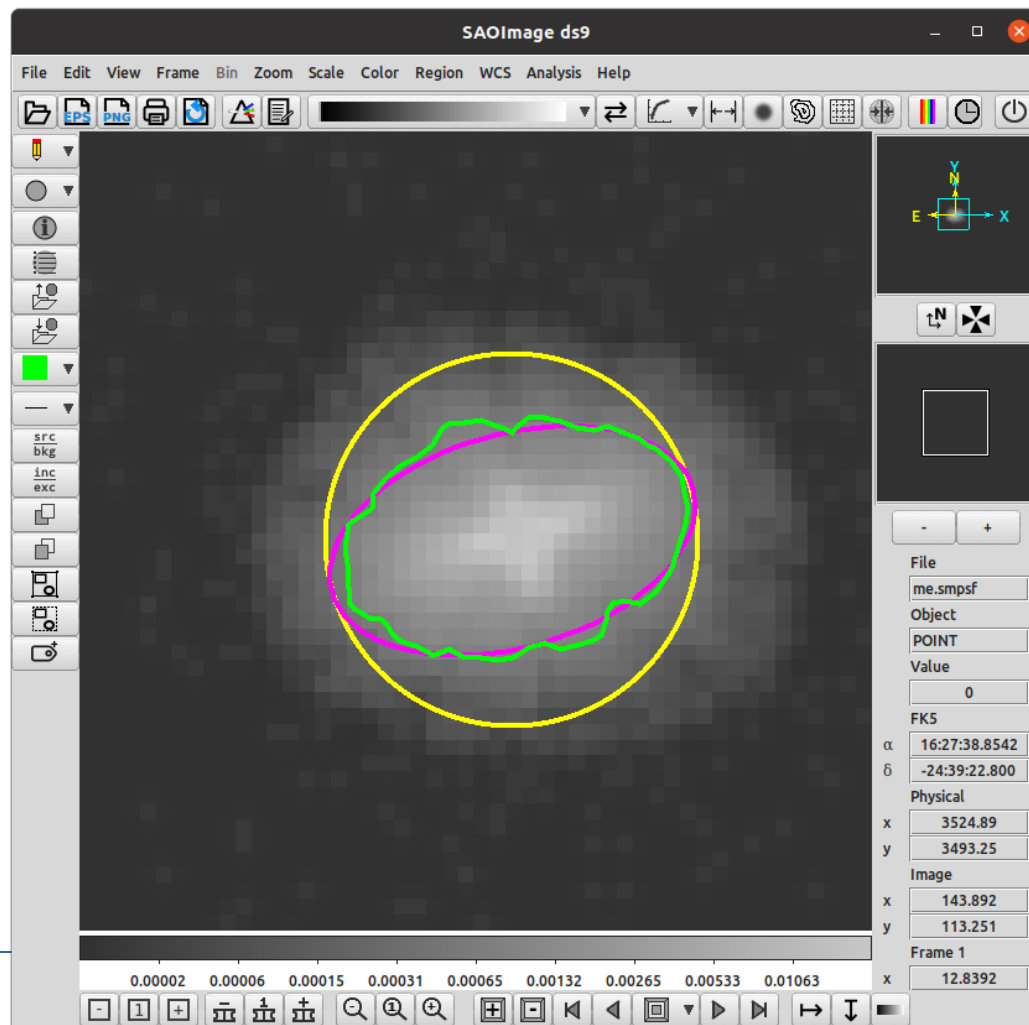 SAOImage ds9
File Edit View Frame Bin Zoom Scale Color Region WCS Analysis Help
EPS PNG
N
Y
N
E X
src
bkg
inc
exc
- +
File
me.smpsf
Object
POINT
Value
0
FK5
α 16:27:38.8542
δ -24:39:22.800
Physical
x 3524.89
y 3493.25
Image
x 143.892
y 113.251
Frame 1
x 12.8392
0.00002 0.00006 0.00015 0.00031 0.00065 0.00132 0.00265 0.00533 0.01063
- 1 + - 1 + - 1 + + -